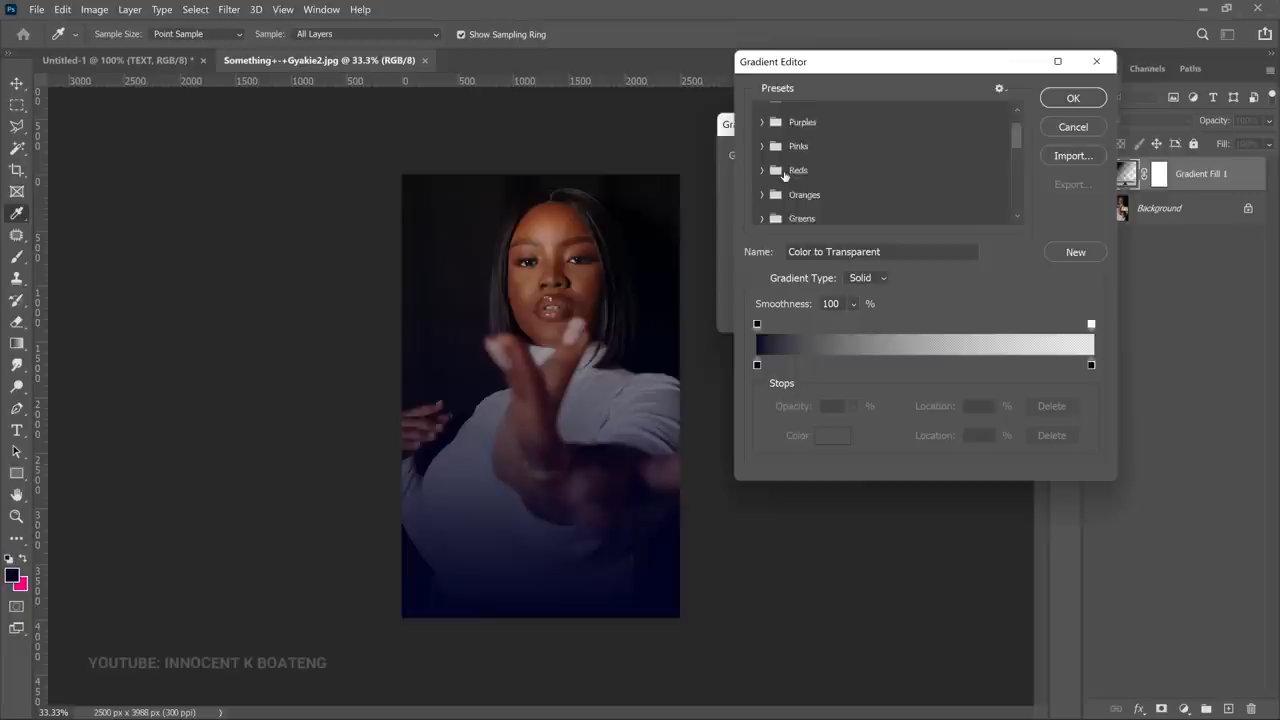 Ps File Edit Image Layer Type Select Filter 3D View Window Help
Sample Size: Point Sample Sample: All Layers Show Sampling Ring
Untitled-1 @ 100% (TEXT, RGB/8) * × Something+-+Gyakie2.jpg @ 33.3% (RGB/8) ×
3000 2500 2000 1500 1000 500 0 500 1000 1500 2000 2500
Gradient Editor
Channels Paths
Presets
Purples
Pinks
Reds
Oranges
Greens
OK
Cancel
Import...
Export...
Opacity: 100%
Fill: 100%
Gradient Fill 1
Background
Name: Color to Transparent
New
Gradient Type: Solid
Smoothness: 100 %
Stops
Opacity: % Location: % Delete
Color: Location: % Delete
YOUTUBE: INNOCENT K BOATENG
33.33% 2500 px x 3988 px (300 ppi)